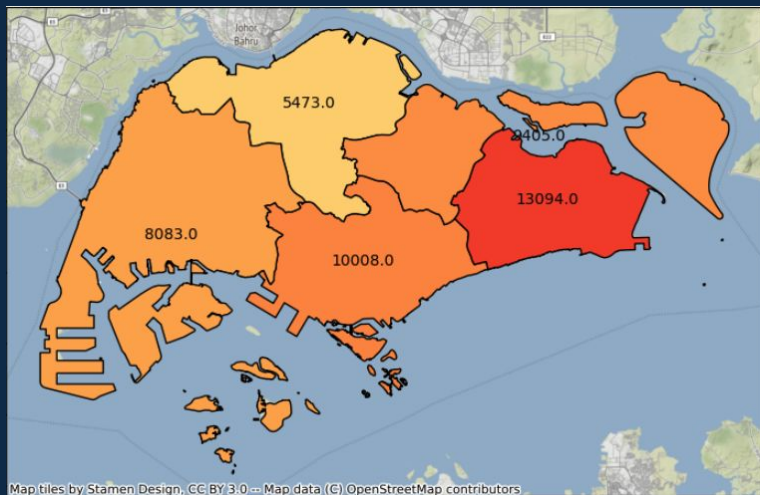 Johor
Bahru
5473.0
9405.0
13094.0
8083.0
10008.0
Map tiles by Stamen Design, CC BY 3.0 -- Map data (C) OpenStreetMap contributors